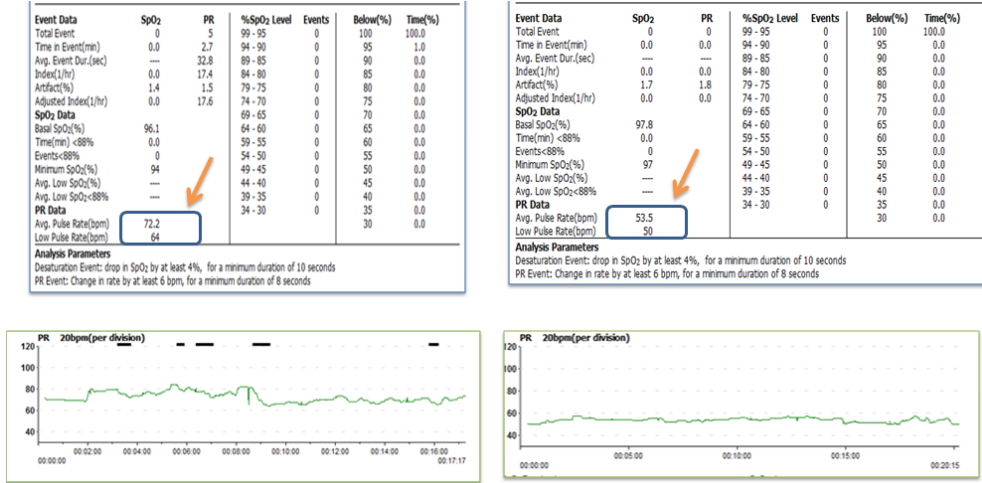 Event Data SpO2 PR %SpO2 Level Events Below(%) Time(%)
Total Event 0 5 99 - 95 0 100 100.0
Time in Event(min) 0.0 2.7 94 - 90 0 95 1.0
Avg. Event Dur.(sec) ---- 32.8 89 - 85 0 90 0.0
Index(1/hr) 0.0 17.4 84 - 80 0 85 0.0
Artifact(%) 1.4 1.5 79 - 75 0 80 0.0
Adjusted Index(1/hr) 0.0 17.6 74 - 70 0 75 0.0
SpO2 Data 69 - 65 0 70 0.0
Basal SpO2(%) 96.1 64 - 60 0 65 0.0
Time(min) <88% 0.0 59 - 55 0 60 0.0
Events<88% 0 54 - 50 0 55 0.0
Minimum SpO2(%) 94 49 - 45 0 50 0.0
Avg. Low SpO2(%) ---- 44 - 40 0 45 0.0
Avg. Low SpO2<88% ---- 39 - 35 0 40 0.0
PR Data 34 - 30 0 35 0.0
Avg. Pulse Rate(bpm) 72.2 30 0.0
Low Pulse Rate(bpm) 64
Analysis Parameters
Desaturation Event: drop in SpO2 by at least 4%, for a minimum duration of 10 seconds
PR Event: Change in rate by at least 6 bpm, for a minimum duration of 8 seconds
Event Data SpO2 PR %SpO2 Level Events Below(%) Time(%)
Total Event 0 0 99 - 95 0 100 100.0
Time in Event(min) 0.0 0.0 94 - 90 0 95 0.0
Avg. Event Dur.(sec) ---- ---- 89 - 85 0 90 0.0
Index(1/hr) 0.0 0.0 84 - 80 0 85 0.0
Artifact(%) 1.7 1.8 79 - 75 0 80 0.0
Adjusted Index(1/hr) 0.0 0.0 74 - 70 0 75 0.0
SpO2 Data 69 - 65 0 70 0.0
Basal SpO2(%) 97.8 64 - 60 0 65 0.0
Time(min) <88% 0.0 59 - 55 0 60 0.0
Events<88% 0 54 - 50 0 55 0.0
Minimum SpO2(%) 97 49 - 45 0 50 0.0
Avg. Low SpO2(%) ---- 44 - 40 0 45 0.0
Avg. Low SpO2<88% ---- 39 - 35 0 40 0.0
PR Data 34 - 30 0 35 0.0
Avg. Pulse Rate(bpm) 53.5 30 0.0
Low Pulse Rate(bpm) 50
Analysis Parameters
Desaturation Event: drop in SpO2 by at least 4%, for a minimum duration of 10 seconds
PR Event: Change in rate by at least 6 bpm, for a minimum duration of 8 seconds
PR 20bpm(per division)
120
100
80
60
40
00:02:00 00:04:00 00:06:00 00:08:00 00:10:00 00:12:00 00:14:00 00:16:00
00:00:00 00:17:17
PR 20bpm(per division)
120
100
80
60
40
00:05:00 00:10:00 00:15:00
00:00:00 00:20:15